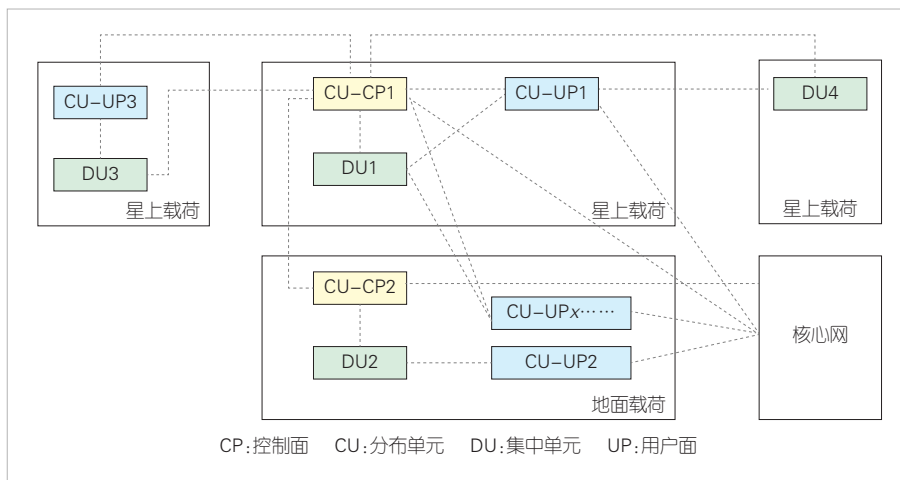 CU–UP3
DU3
星上载荷
CU–CP1
CU–UP1
DU1
星上载荷
DU4
星上载荷
CU–CP2
CU–UPx……
DU2
CU–UP2
地面载荷
核心网
CP:控制面 CU:分布单元 DU:集中单元 UP:用户面